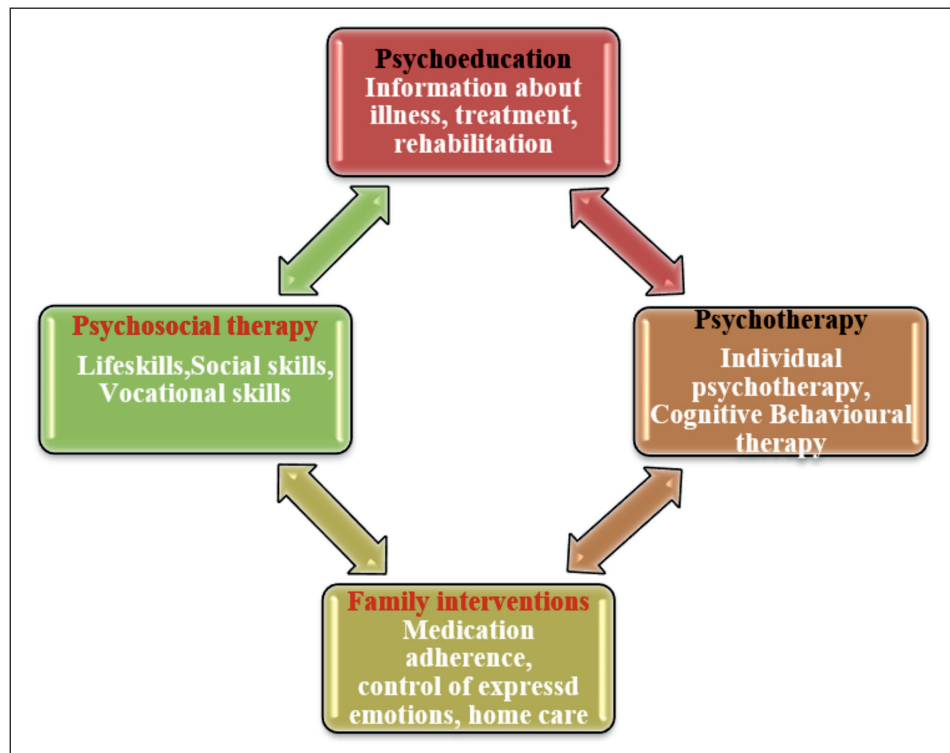 Psychoeducation
Information about
illness, treatment,
rehabilitation
Psychosocial therapy
Lifeskills,Social skills,
Vocational skills
Psychotherapy
Individual
psychotherapy,
Cognitive Behavioural
therapy
Family interventions
Medication
adherence,
control of expressd
emotions, home care